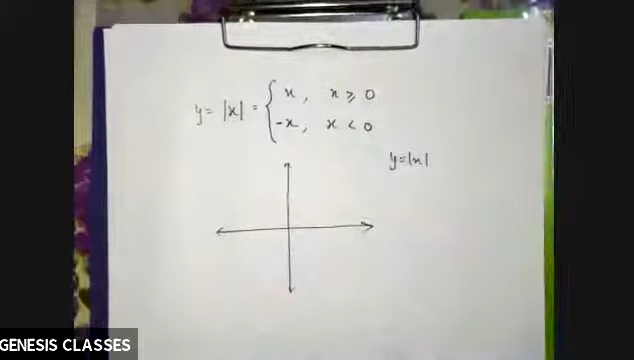 y = |x| = { x, x ≥ 0
-x, x < 0
y=|x|
GENESIS CLASSES